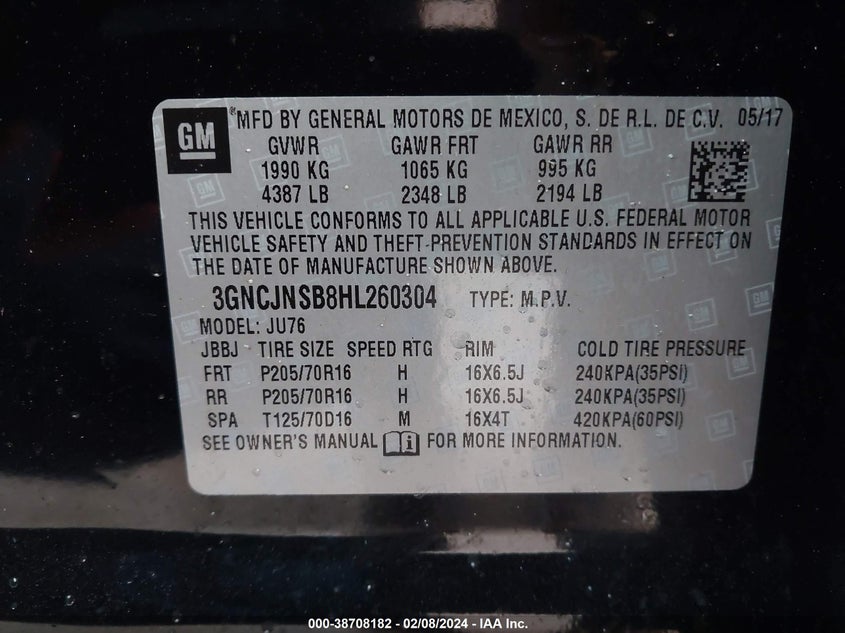 GM ®MFD BY GENERAL MOTORS DE MEXICO, S. DE R.L. DE C.V. 05/17
GVWR GAWR FRT GAWR RR
1990 KG 1065 KG 995 KG
4387 LB 2348 LB 2194 LB
THIS VEHICLE CONFORMS TO ALL APPLICABLE U.S. FEDERAL MOTOR
VEHICLE SAFETY AND THEFT-PREVENTION STANDARDS IN EFFECT ON
THE DATE OF MANUFACTURE SHOWN ABOVE.
3GNCJNSB8HL260304 TYPE: M.P.V.
MODEL: JU76
JBBJ TIRE SIZE SPEED RTG RIM COLD TIRE PRESSURE
FRT P205/70R16 H 16X6.5J 240KPA(35PSI)
RR P205/70R16 H 16X6.5J 240KPA(35PSI)
SPA T125/70D16 M 16X4T 420KPA(60PSI)
SEE OWNER'S MANUAL FOR MORE INFORMATION.
000-38708182 - 02/08/2024 - IAA Inc.